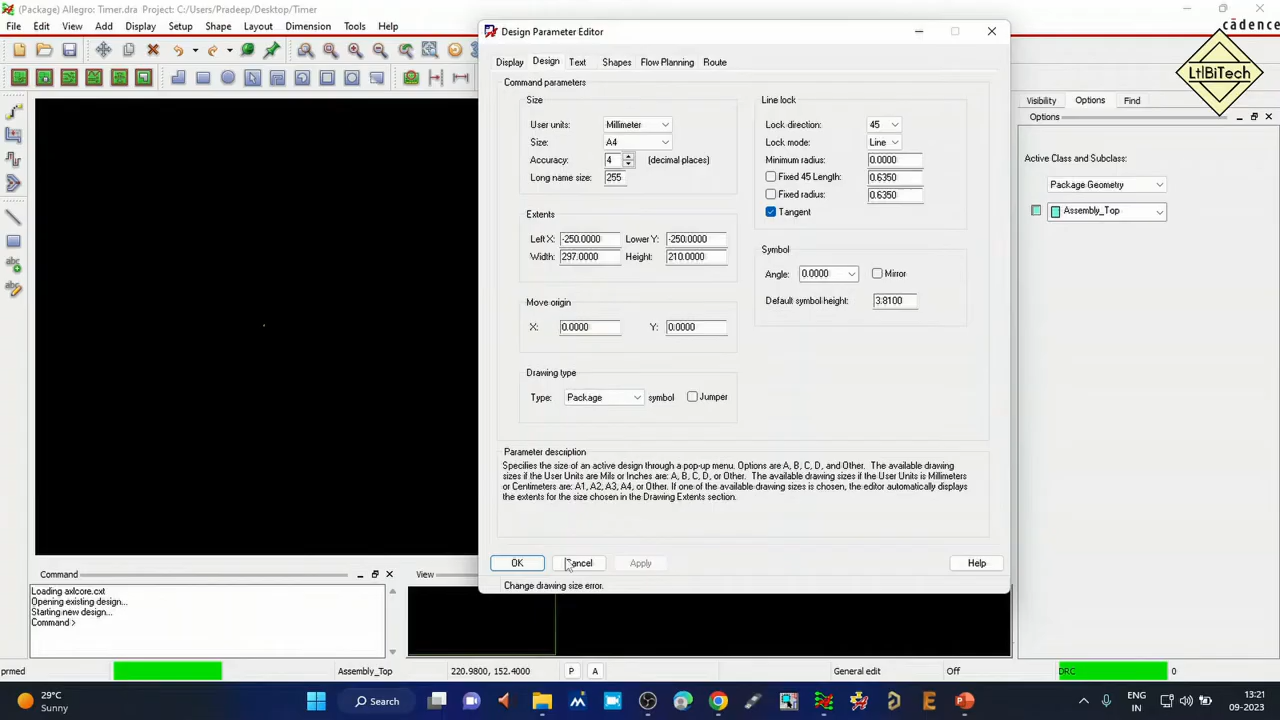 (Package) Allegro: Timer.dra Project: C:/Users/Pradeep/Desktop/Timer
File Edit View Add Display Setup Shape Layout Dimension Tools Help
cādence
LtlBiTech
Design Parameter Editor
Display Design Text Shapes Flow Planning Route
Command parameters
Size
User units: Millimeter
Size: A4
Accuracy: 4 (decimal places)
Long name size: 255
Line lock
Lock direction: 45
Lock mode: Line
Minimum radius: 0.0000
Fixed 45 Length: 0.6350
Fixed radius: 0.6350
Tangent
Extents
Left X: -250.0000 Lower Y: -250.0000
Width: 297.0000 Height: 210.0000
Symbol
Angle: 0.0000 Mirror
Default symbol height: 3.8100
Move origin
X: 0.0000 Y: 0.0000
Drawing type
Type: Package symbol Jumper
Parameter description
Specifies the size of an active design through a pop-up menu. Options are A, B, C, D, and Other. The available drawing
sizes if the User Units are Mils or Inches are: A, B, C, D, or Other. The available drawing sizes if the User Units is Millimeters
or Centimeters are: A1, A2, A3, A4, or Other. If one of the available drawing sizes is chosen, the editor automatically displays
the extents for the size chosen in the Drawing Extents section.
OK Cancel Apply Help
Change drawing size error.
Visibility Options Find
Options
Active Class and Subclass:
Package Geometry
Assembly_Top
Command
Loading axlcore.cxt
Opening existing design...
Starting new design...
Command >
View
prmed Assembly_Top 220.9800, 152.4000 P A General edit Off DRC 0
29°C
Sunny
Search
ENG
IN
13:21
09-2023